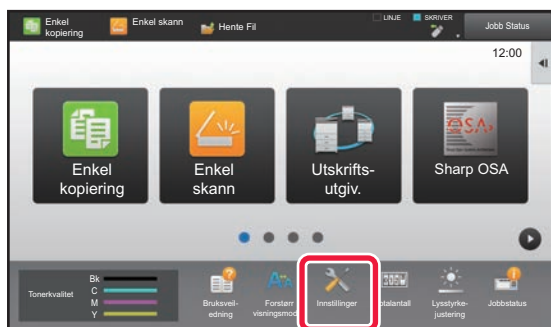 Enkel
kopiering
Enkel skann
Hente Fil
LINJE
SKRIVER
Jobb Status
12:00
Enkel
kopiering
Enkel
skann
Utskrifts-
utgiv.
Sharp OSA
Tonerkvalitet
Bk
C
M
Y
Bruksveil-
edning
Forstørr
visningsmod
Innstillinger
otalantall
Lysstyrke-
justering
Jobbstatus